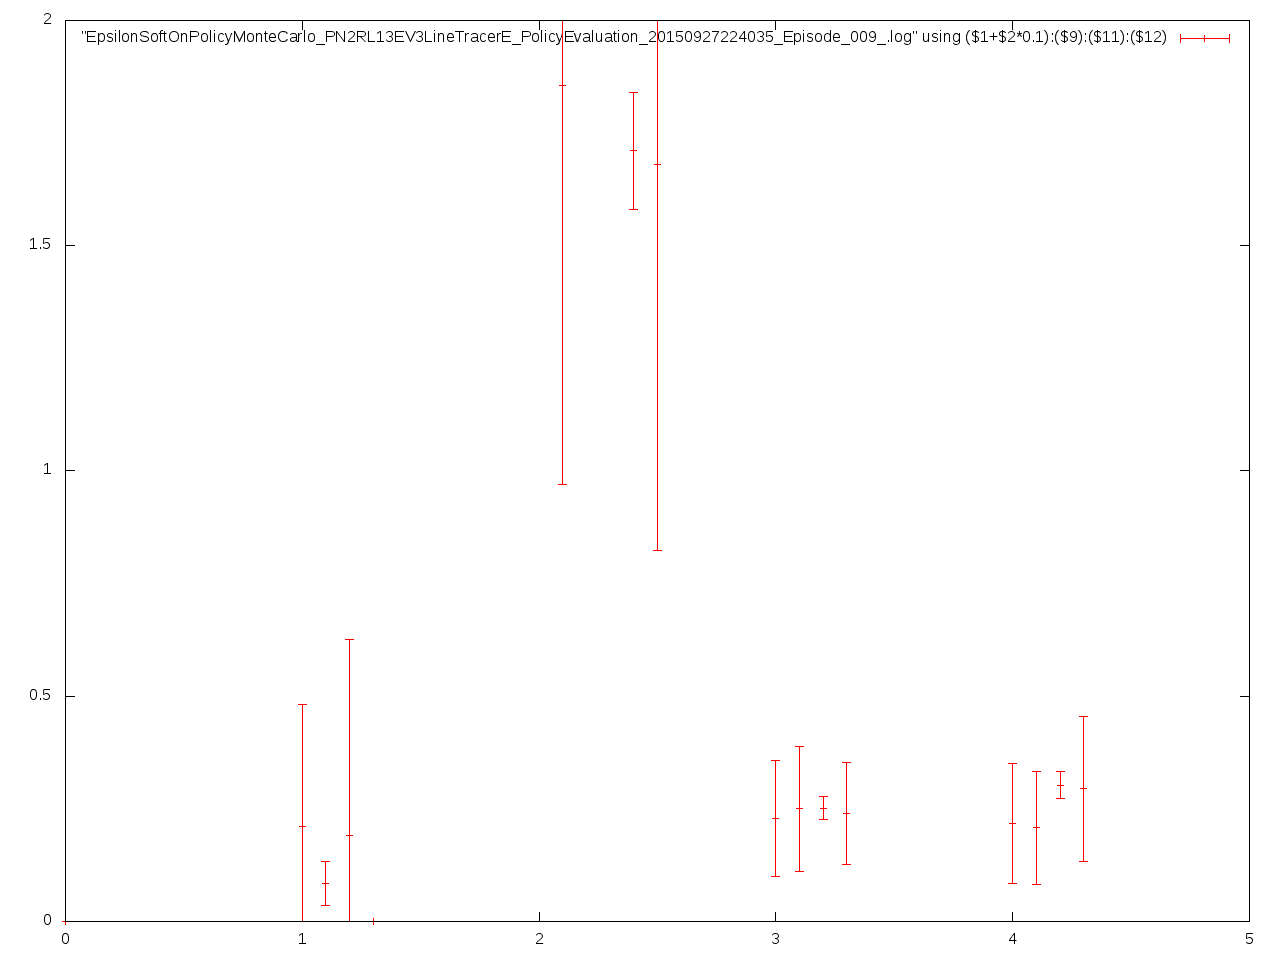 2
"EpsilonSoftOnPolicyMonteCarlo_PN2RL13EV3LineTracerE_PolicyEvaluation_20150927224035_Episode_009_.log" using ($1+$2*0.1):($9):($11):($12)
1.5
1
0.5
0
0 1 2 3 4 5